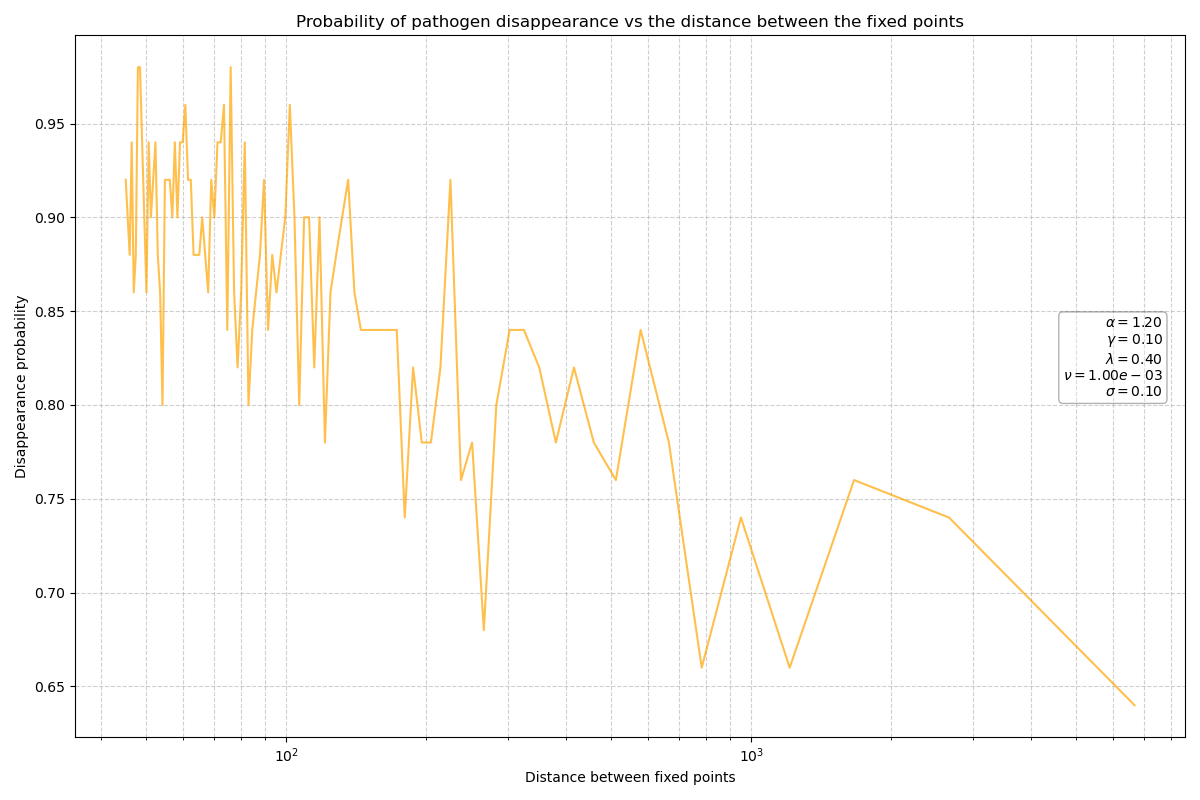 Probability of pathogen disappearance vs the distance between the fixed points
0.95
0.90
0.85
0.80
0.75
0.70
0.65
Disappearance probability
α = 1.20
γ = 0.10
λ = 0.40
ν = 1.00e − 03
σ = 0.10
10²
10³
Distance between fixed points